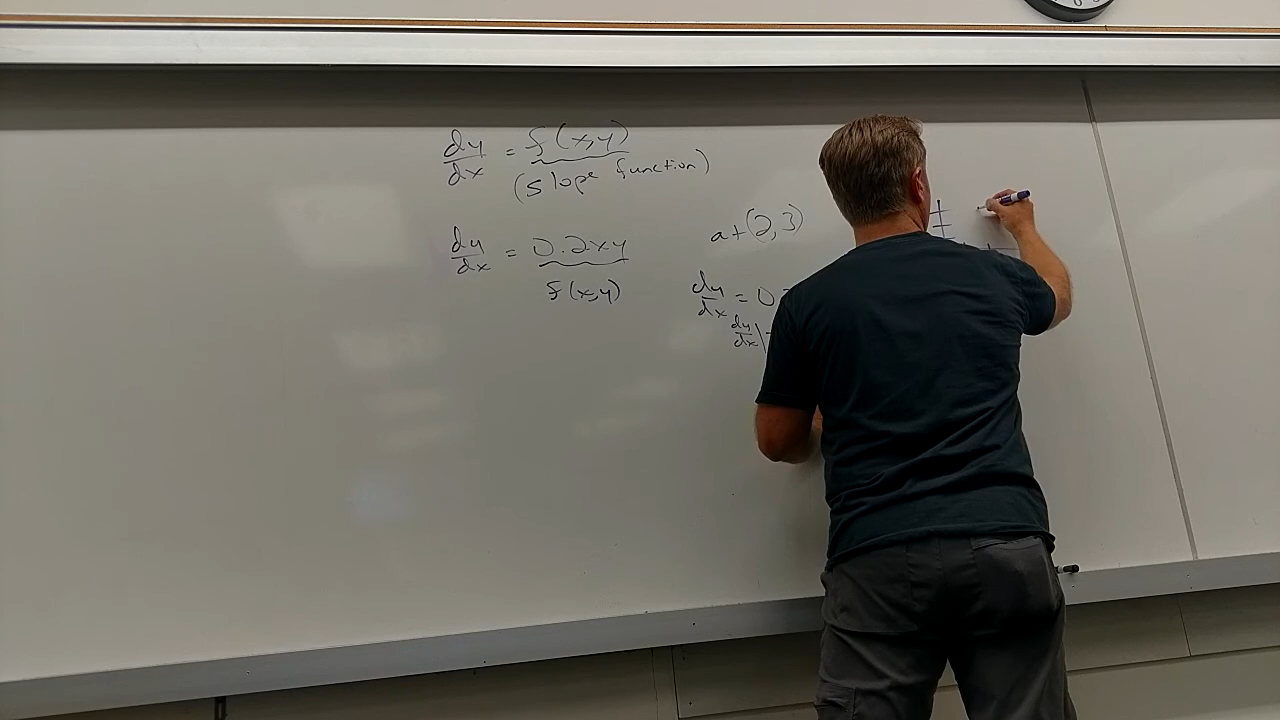 dy/dx = f(x,y)
(slope function)
dy/dx = 0.2xy
f(x,y)
at (2,3)
dy/dx = 0.
dy/dx |